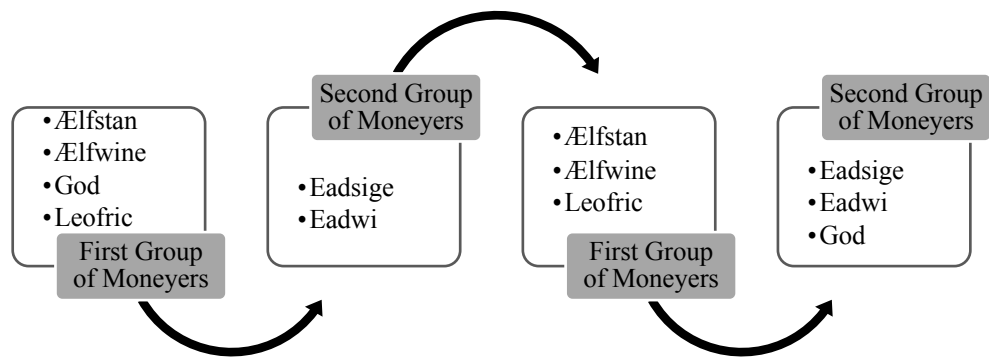 •Ælfstan
•Ælfwine
•God
•Leofric
First Group
of Moneyers
Second Group
of Moneyers
•Eadsige
•Eadwi
•Ælfstan
•Ælfwine
•Leofric
First Group
of Moneyers
Second Group
of Moneyers
•Eadsige
•Eadwi
•God